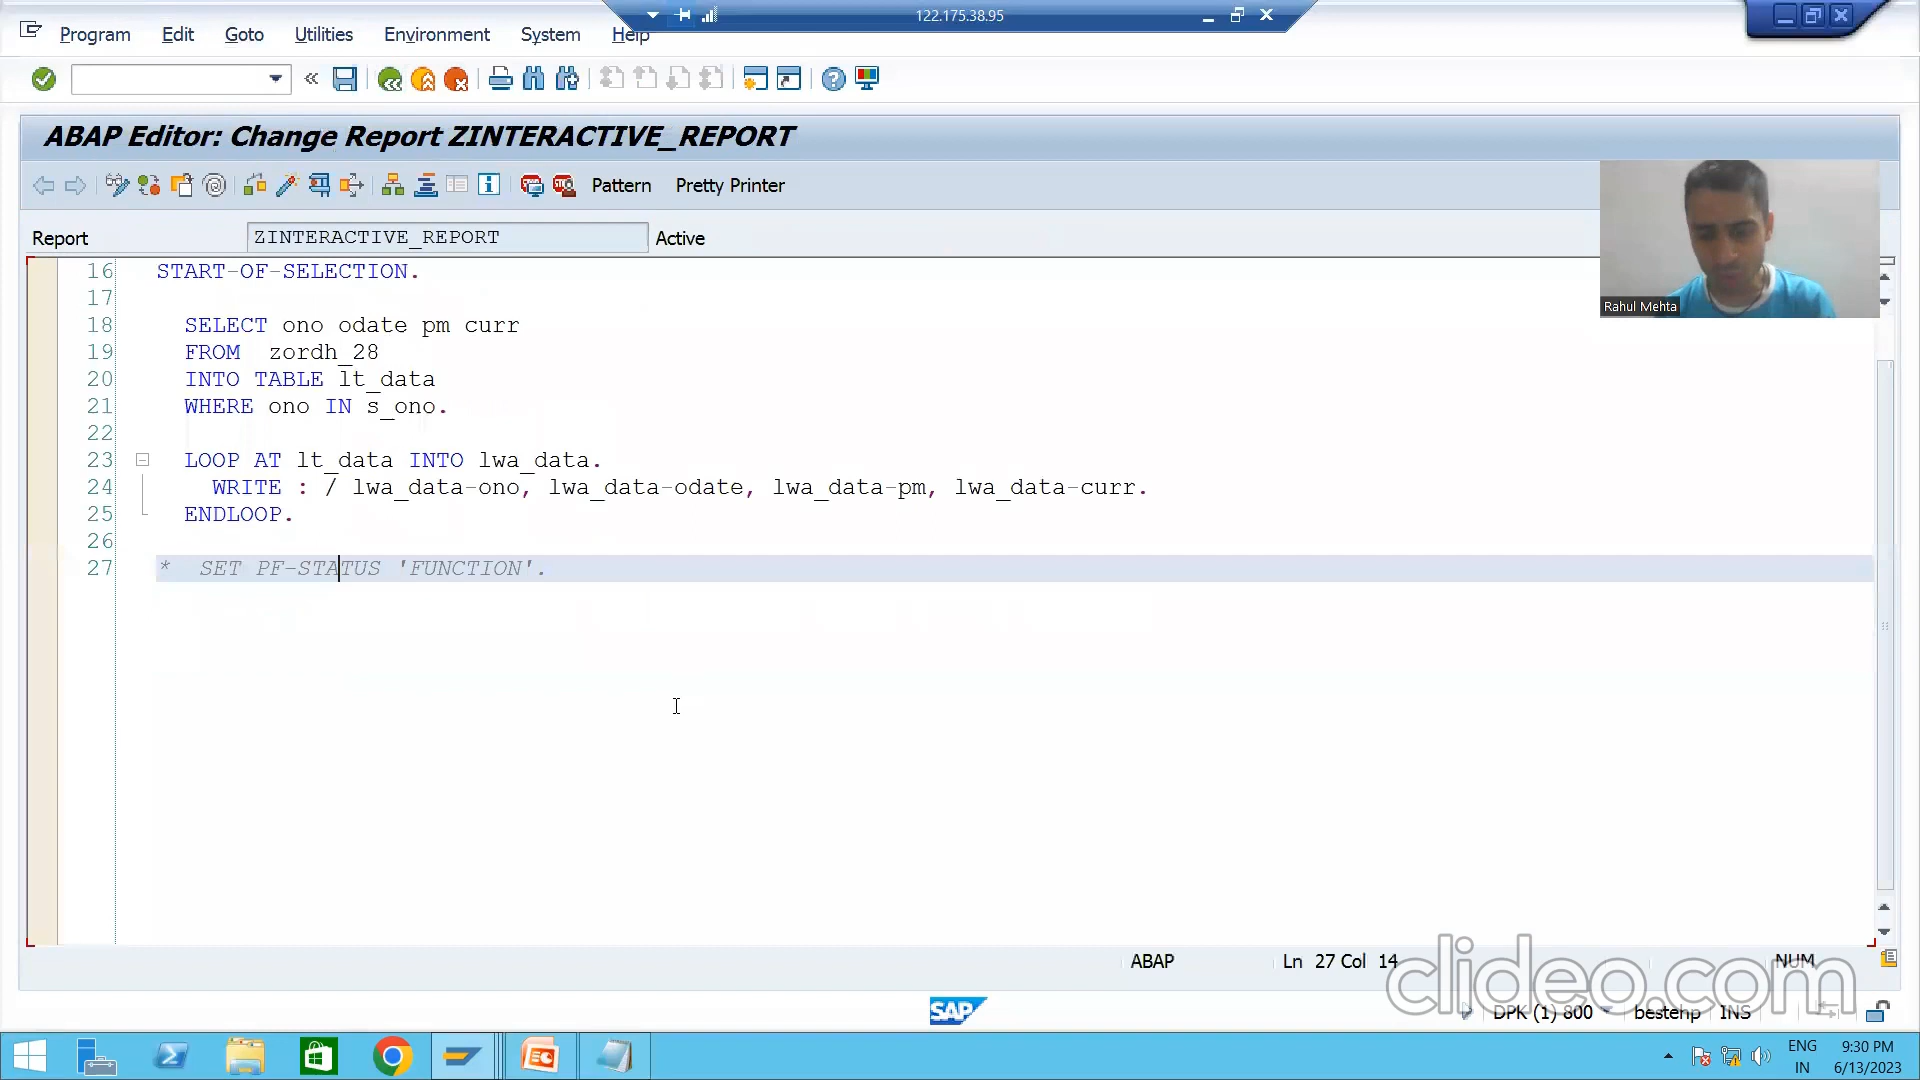 122.175.38.95
Program Edit Goto Utilities Environment System Help
ABAP Editor: Change Report ZINTERACTIVE_REPORT
Pattern Pretty Printer
Report ZINTERACTIVE_REPORT Active
Rahul Mehta
16 START-OF-SELECTION.
17
18 SELECT ono odate pm curr
19 FROM zordh_28
20 INTO TABLE lt_data
21 WHERE ono IN s_ono.
22
23 LOOP AT lt_data INTO lwa_data.
24 WRITE : / lwa_data-ono, lwa_data-odate, lwa_data-pm, lwa_data-curr.
25 ENDLOOP.
26
27 * SET PF-STATUS 'FUNCTION'.
ABAP Ln 27 Col 14 NUM
clideo.com
SAP DPK (1) 800 bestehp INS
ENG 9:30 PM
IN 6/13/2023